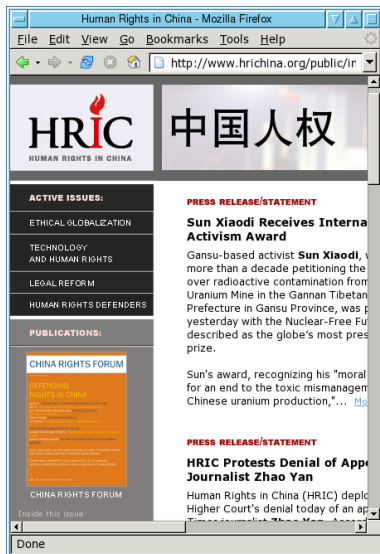 Human Rights in China - Mozilla Firefox
File Edit View Go Bookmarks Tools Help
http://www.hrichina.org/public/in
HRIC
HUMAN RIGHTS IN CHINA
中国人权
ACTIVE ISSUES:
ETHICAL GLOBALIZATION
TECHNOLOGY
AND HUMAN RIGHTS
LEGAL REFORM
HUMAN RIGHTS DEFENDERS
PUBLICATIONS:
CHINA RIGHTS FORUM
DEFENDING
RIGHTS IN CHINA
CHINA RIGHTS FORUM
Inside this issue:
PRESS RELEASE/STATEMENT
Sun Xiaodi Receives Interna
Activism Award
Gansu-based activist Sun Xiaodi, w
more than a decade petitioning the
over radioactive contamination from
Uranium Mine in the Gannan Tibetan
Prefecture in Gansu Province, was p
yesterday with the Nuclear-Free Fu
described as the globe's most pres
prize.
Sun's award, recognizing his "moral
for an end to the toxic mismanagem
Chinese uranium production,"... Mo
PRESS RELEASE/STATEMENT
HRIC Protests Denial of Appe
Journalist Zhao Yan
Human Rights in China (HRIC) deplo
Higher Court's denial today of an ap
Done